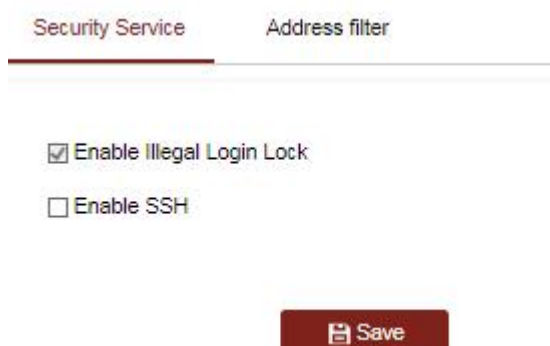 Security Service Address filter
Enable Illegal Login Lock
Enable SSH
Save